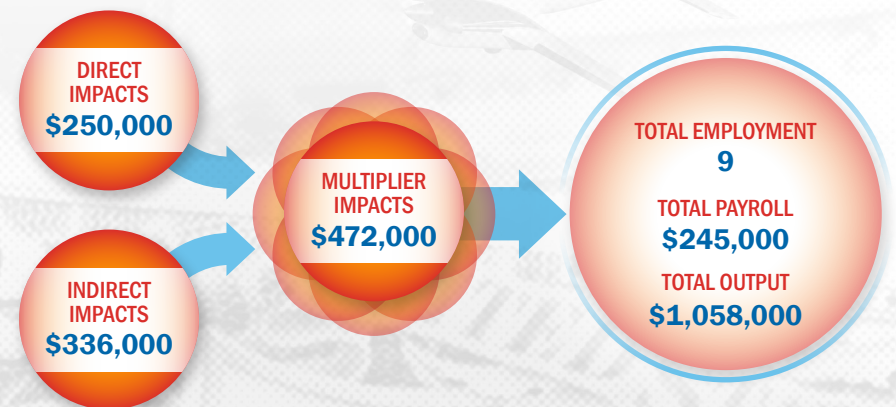 DIRECT
IMPACTS
$250,000
INDIRECT
IMPACTS
$336,000
MULTIPLIER
IMPACTS
$472,000
TOTAL EMPLOYMENT
9
TOTAL PAYROLL
$245,000
TOTAL OUTPUT
$1,058,000